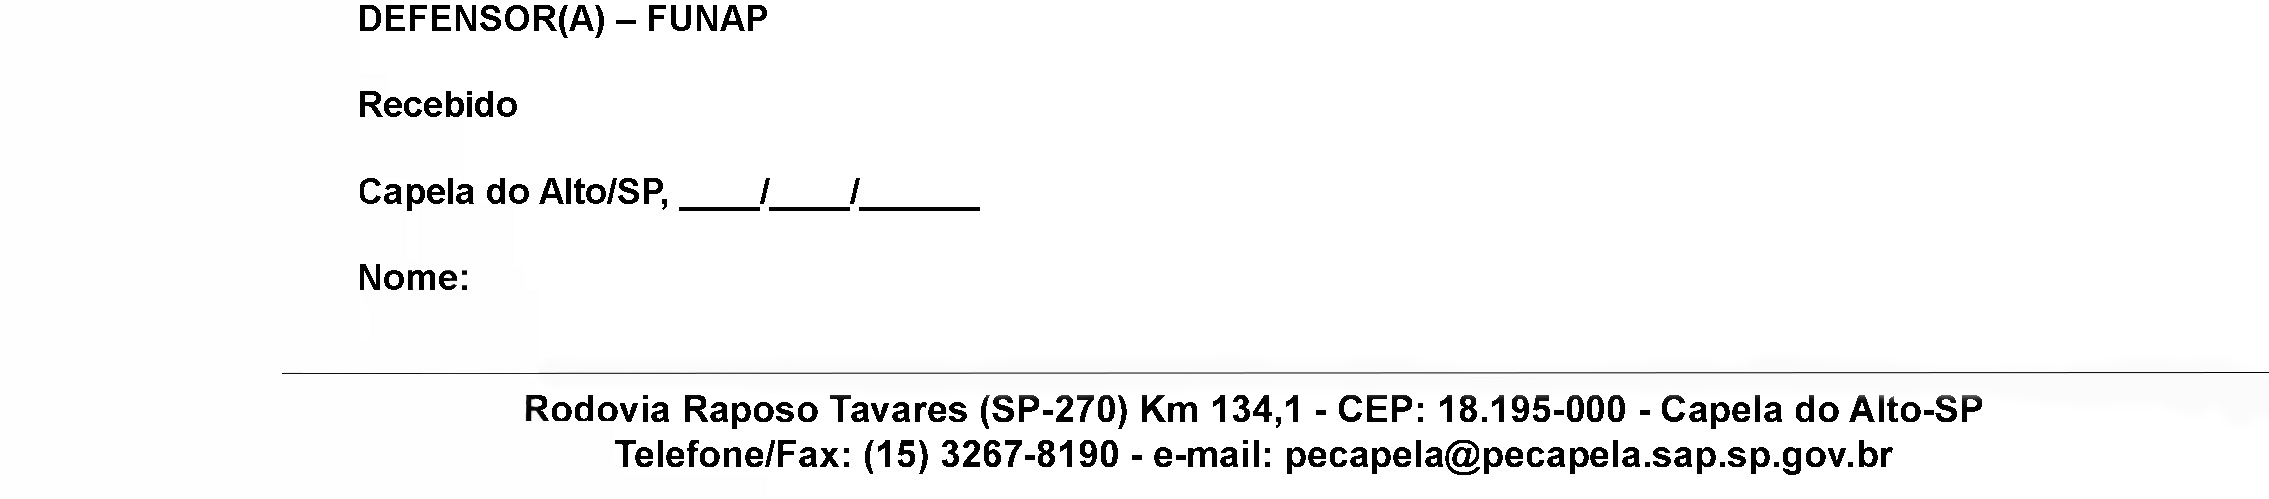 DEFENSOR(A) – FUNAP
Recebido
Capela do Alto/SP, ____/____/______
Nome:
Rodovia Raposo Tavares (SP-270) Km 134,1 - CEP: 18.195-000 - Capela do Alto-SP
Telefone/Fax: (15) 3267-8190 - e-mail: pecapela@pecapela.sap.sp.gov.br